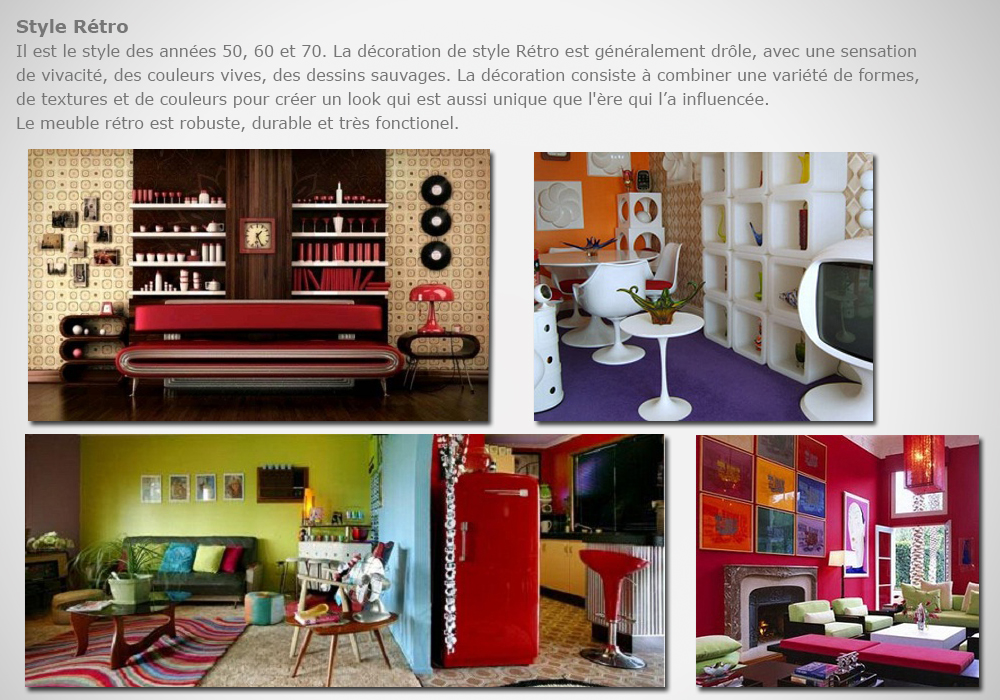 Style Rétro
Il est le style des années 50, 60 et 70. La décoration de style Rétro est généralement drôle, avec une sensation
de vivacité, des couleurs vives, des dessins sauvages. La décoration consiste à combiner une variété de formes,
de textures et de couleurs pour créer un look qui est aussi unique que l'ère qui l’a influencée.
Le meuble rétro est robuste, durable et très fonctionel.